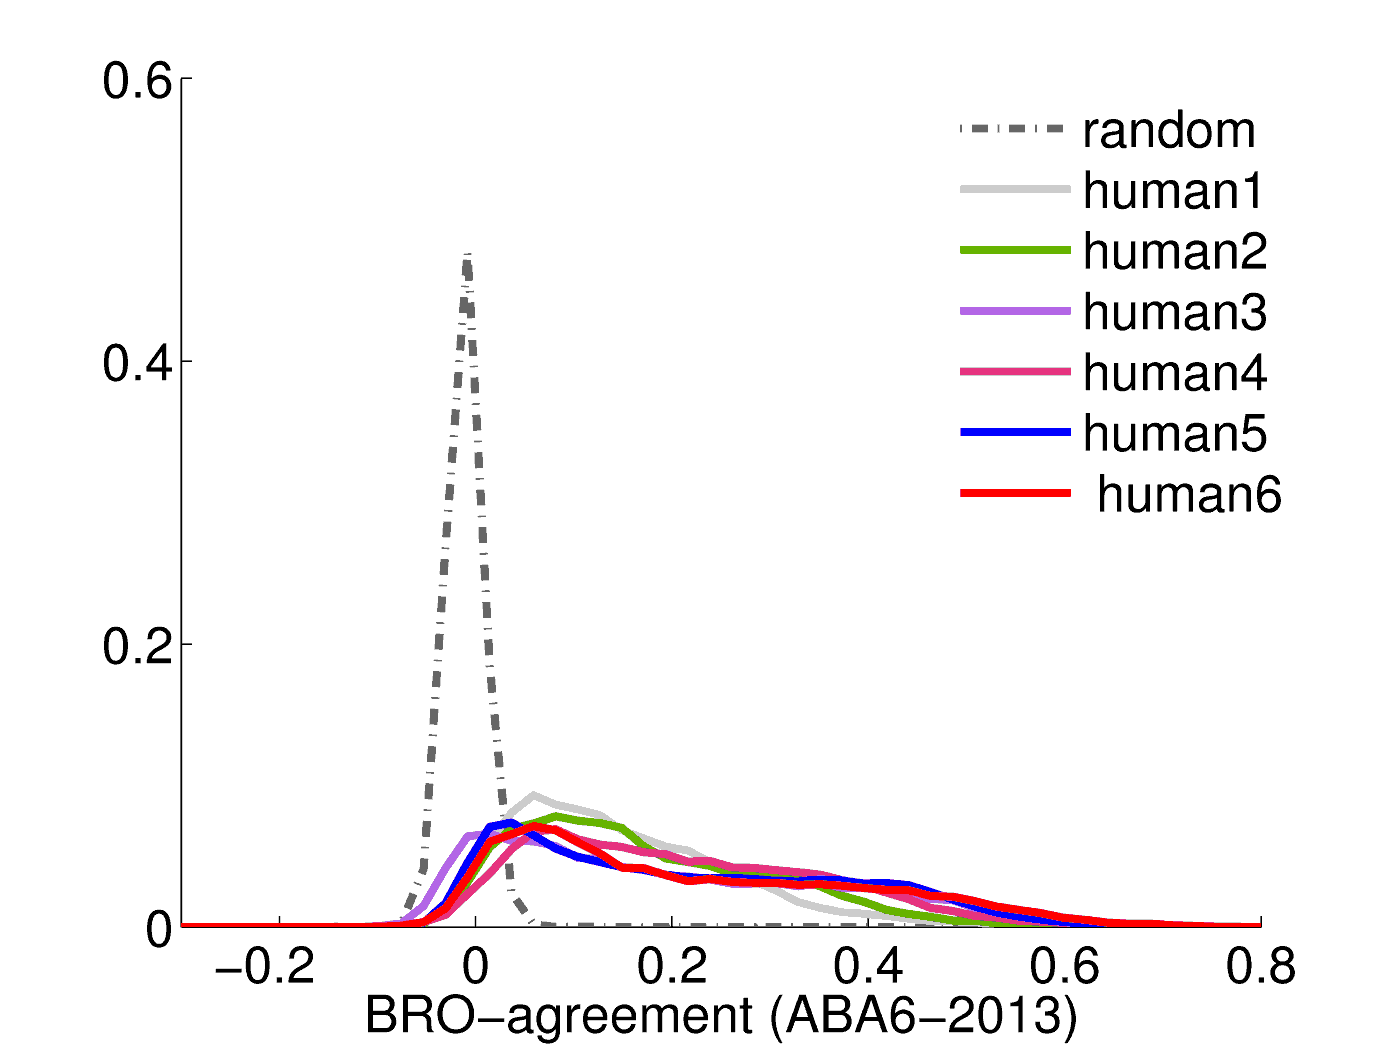 0.6
0.4
0.2
0
random
human1
human2
human3
human4
human5
human6
−0.2 0 0.2 0.4 0.6 0.8
BRO−agreement (ABA6−2013)